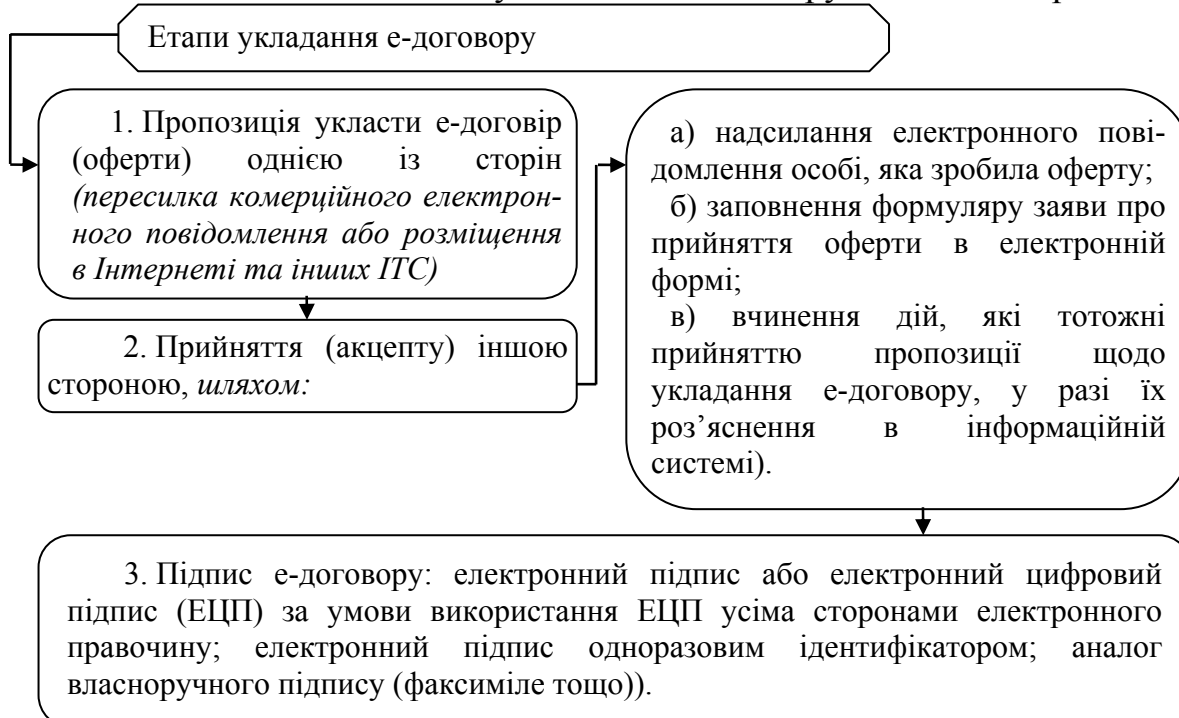 Етапи укладання е-договору
1. Пропозиція укласти е-договір
(оферти) однією із сторін
(пересилка комерційного електрон-
ного повідомлення або розміщення
в Інтернеті та інших ІТС)
2. Прийняття (акцепту) іншою
стороною, шляхом:
а) надсилання електронного пові-
домлення особі, яка зробила оферту;
б) заповнення формуляру заяви про
прийняття оферти в електронній
формі;
в) вчинення дій, які тотожні
прийняттю пропозиції щодо
укладання е-договору, у разі їх
роз’яснення в інформаційній
системі).
3. Підпис е-договору: електронний підпис або електронний цифровий
підпис (ЕЦП) за умови використання ЕЦП усіма сторонами електронного
правочину; електронний підпис одноразовим ідентифікатором; аналог
власноручного підпису (факсиміле тощо)).